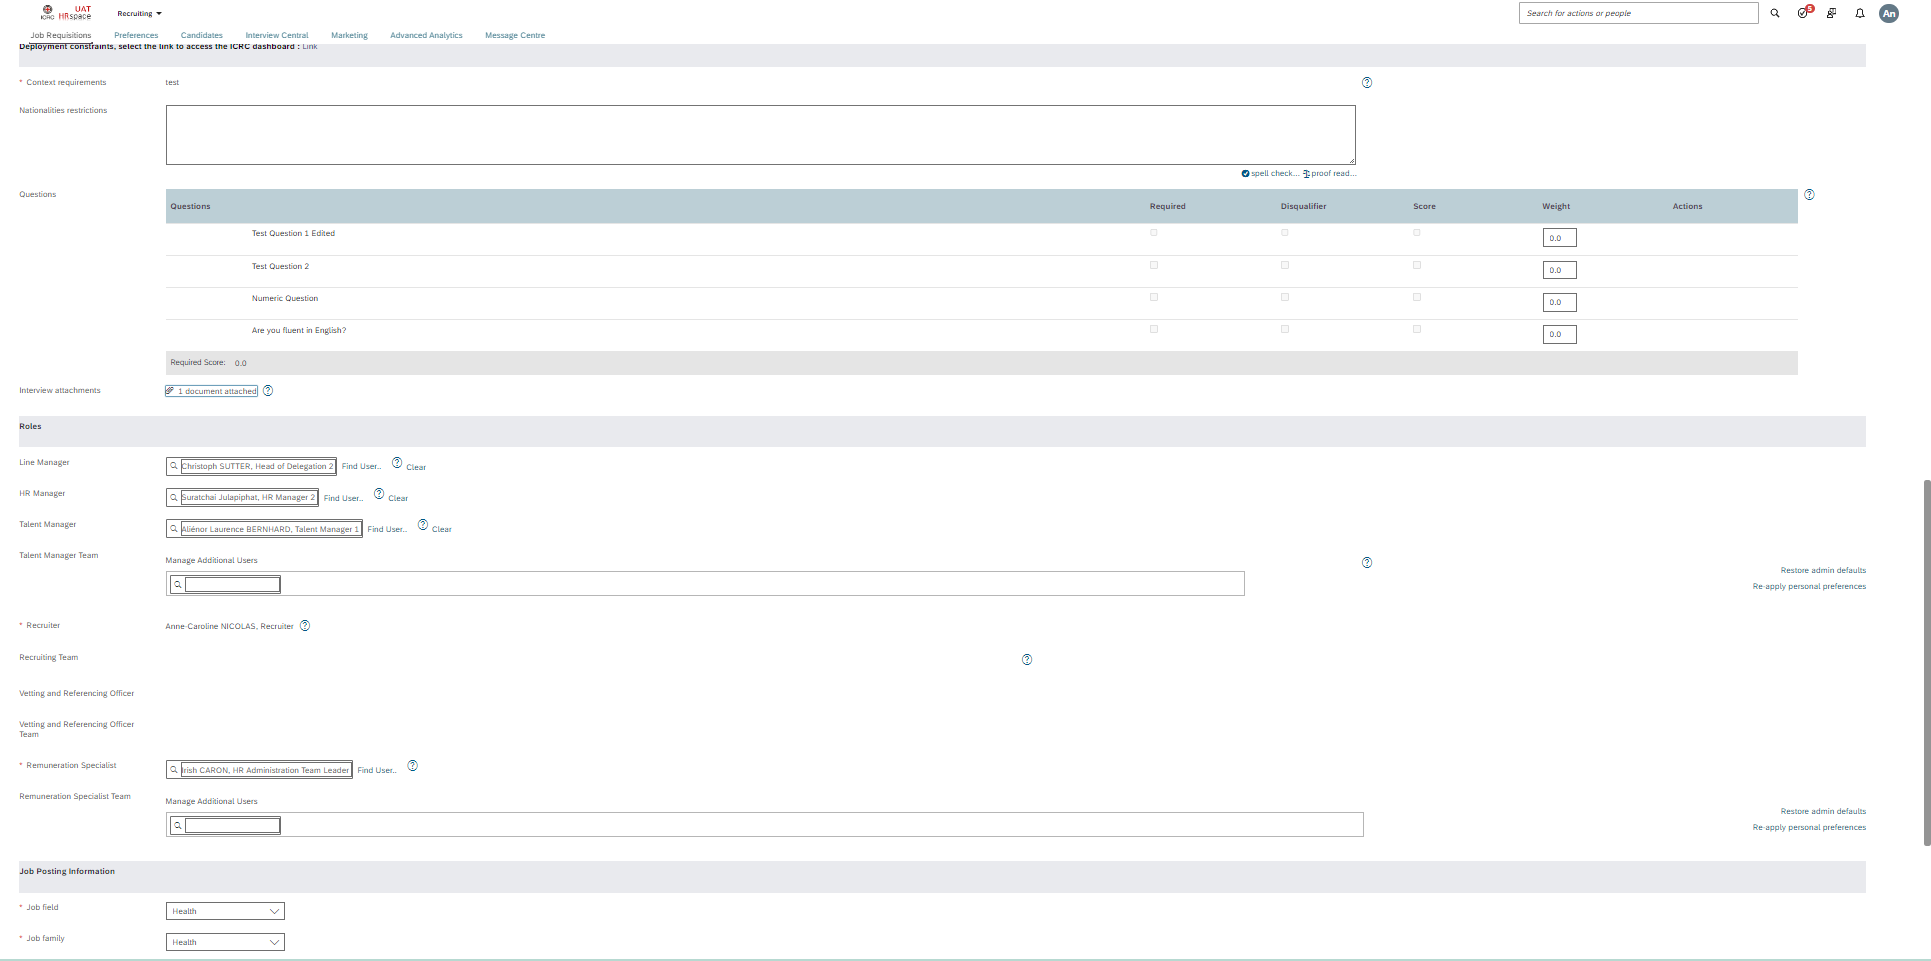 UAT
ICRC HRspace
Recruiting
Search for actions or people
5
An
Job Requisitions
Preferences
Candidates
Interview Central
Marketing
Advanced Analytics
Message Centre
Deployment constraints, select the link to access the ICRC dashboard : Link
* Context requirements
test
Nationalities restrictions
spell check... proof read...
Questions
Questions Required Disqualifier Score Weight Actions
Test Question 1 Edited 0.0
Test Question 2 0.0
Numeric Question 0.0
Are you fluent in English? 0.0
Required Score: 0.0
Interview attachments 1 document attached
Roles
Line Manager Christoph SUTTER, Head of Delegation 2 Find User.. Clear
HR Manager Suratchai Julapiphat, HR Manager 2 Find User.. Clear
Talent Manager Aliénor Laurence BERNHARD, Talent Manager 1 Find User.. Clear
Talent Manager Team Manage Additional Users
Restore admin defaults
Re-apply personal preferences
* Recruiter Anne-Caroline NICOLAS, Recruiter
Recruiting Team
Vetting and Referencing Officer
Vetting and Referencing Officer
Team
* Remuneration Specialist Irish CARON, HR Administration Team Leader Find User..
Remuneration Specialist Team Manage Additional Users
Restore admin defaults
Re-apply personal preferences
Job Posting Information
* Job field Health
* Job family Health